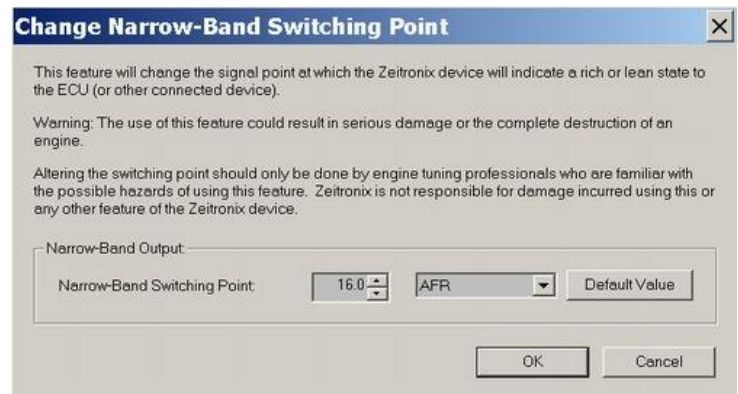 Change Narrow-Band Switching Point
This feature will change the signal point at which the Zeitronix device will indicate a rich or lean state to
the ECU (or other connected device).
Warning: The use of this feature could result in serious damage or the complete destruction of an
engine.
Altering the switching point should only be done by engine tuning professionals who are familiar with
the possible hazards of using this feature. Zeitronix is not responsible for damage incurred using this or
any other feature of the Zeitronix device.
Narrow-Band Output:
Narrow-Band Switching Point: 16.0 AFR Default Value
OK Cancel